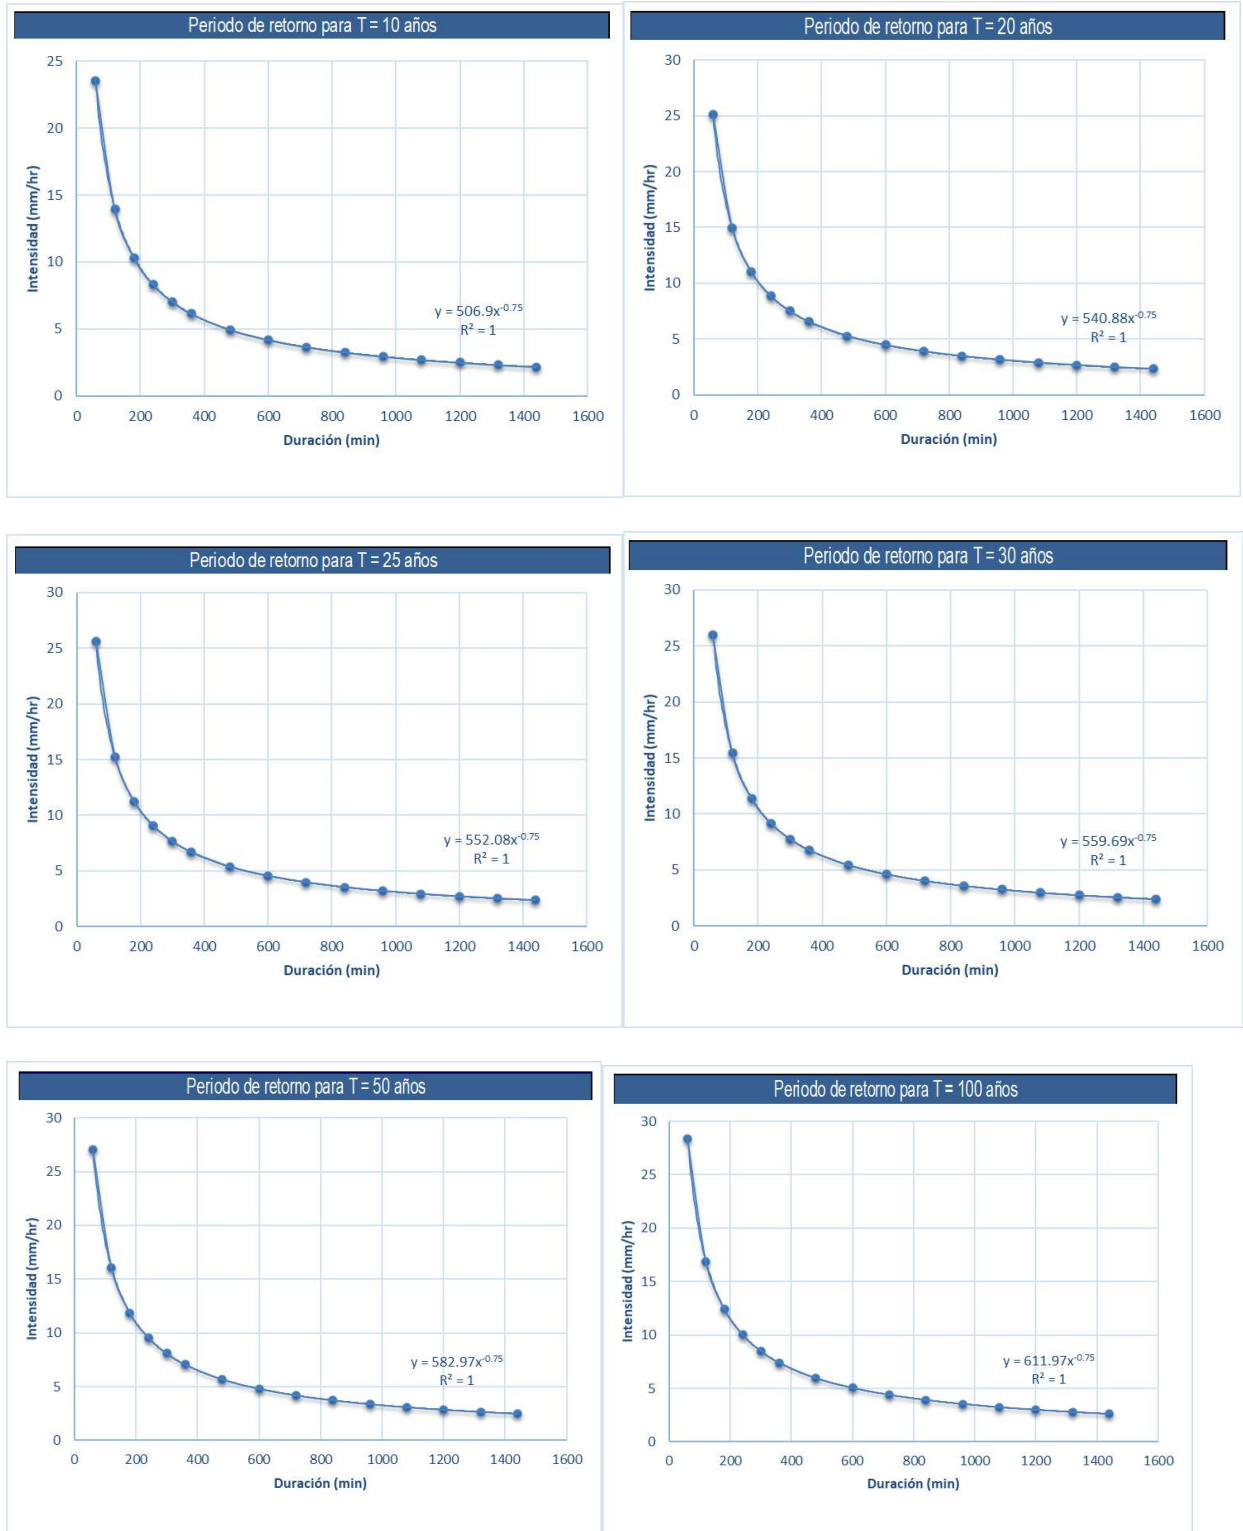 Periodo de retorno para T = 10 años
25
20
15
10
5
0
0 200 400 600 800 1000 1200 1400 1600
Intensidad (mm/hr)
Duración (min)
y = 506.9x^-0.75
R² = 1
Periodo de retorno para T = 20 años
30
25
20
15
10
5
0
0 200 400 600 800 1000 1200 1400 1600
Intensidad (mm/hr)
Duración (min)
y = 540.88x^-0.75
R² = 1
Periodo de retorno para T = 25 años
30
25
20
15
10
5
0
0 200 400 600 800 1000 1200 1400 1600
Intensidad (mm/hr)
Duración (min)
y = 552.08x^-0.75
R² = 1
Periodo de retorno para T = 30 años
30
25
20
15
10
5
0
0 200 400 600 800 1000 1200 1400 1600
Intensidad (mm/hr)
Duración (min)
y = 559.69x^-0.75
R² = 1
Periodo de retorno para T = 50 años
30
25
20
15
10
5
0
0 200 400 600 800 1000 1200 1400 1600
Intensidad (mm/hr)
Duración (min)
y = 582.97x^-0.75
R² = 1
Periodo de retorno para T = 100 años
30
25
20
15
10
5
0
0 200 400 600 800 1000 1200 1400 1600
Intensidad (mm/hr)
Duración (min)
y = 611.97x^-0.75
R² = 1